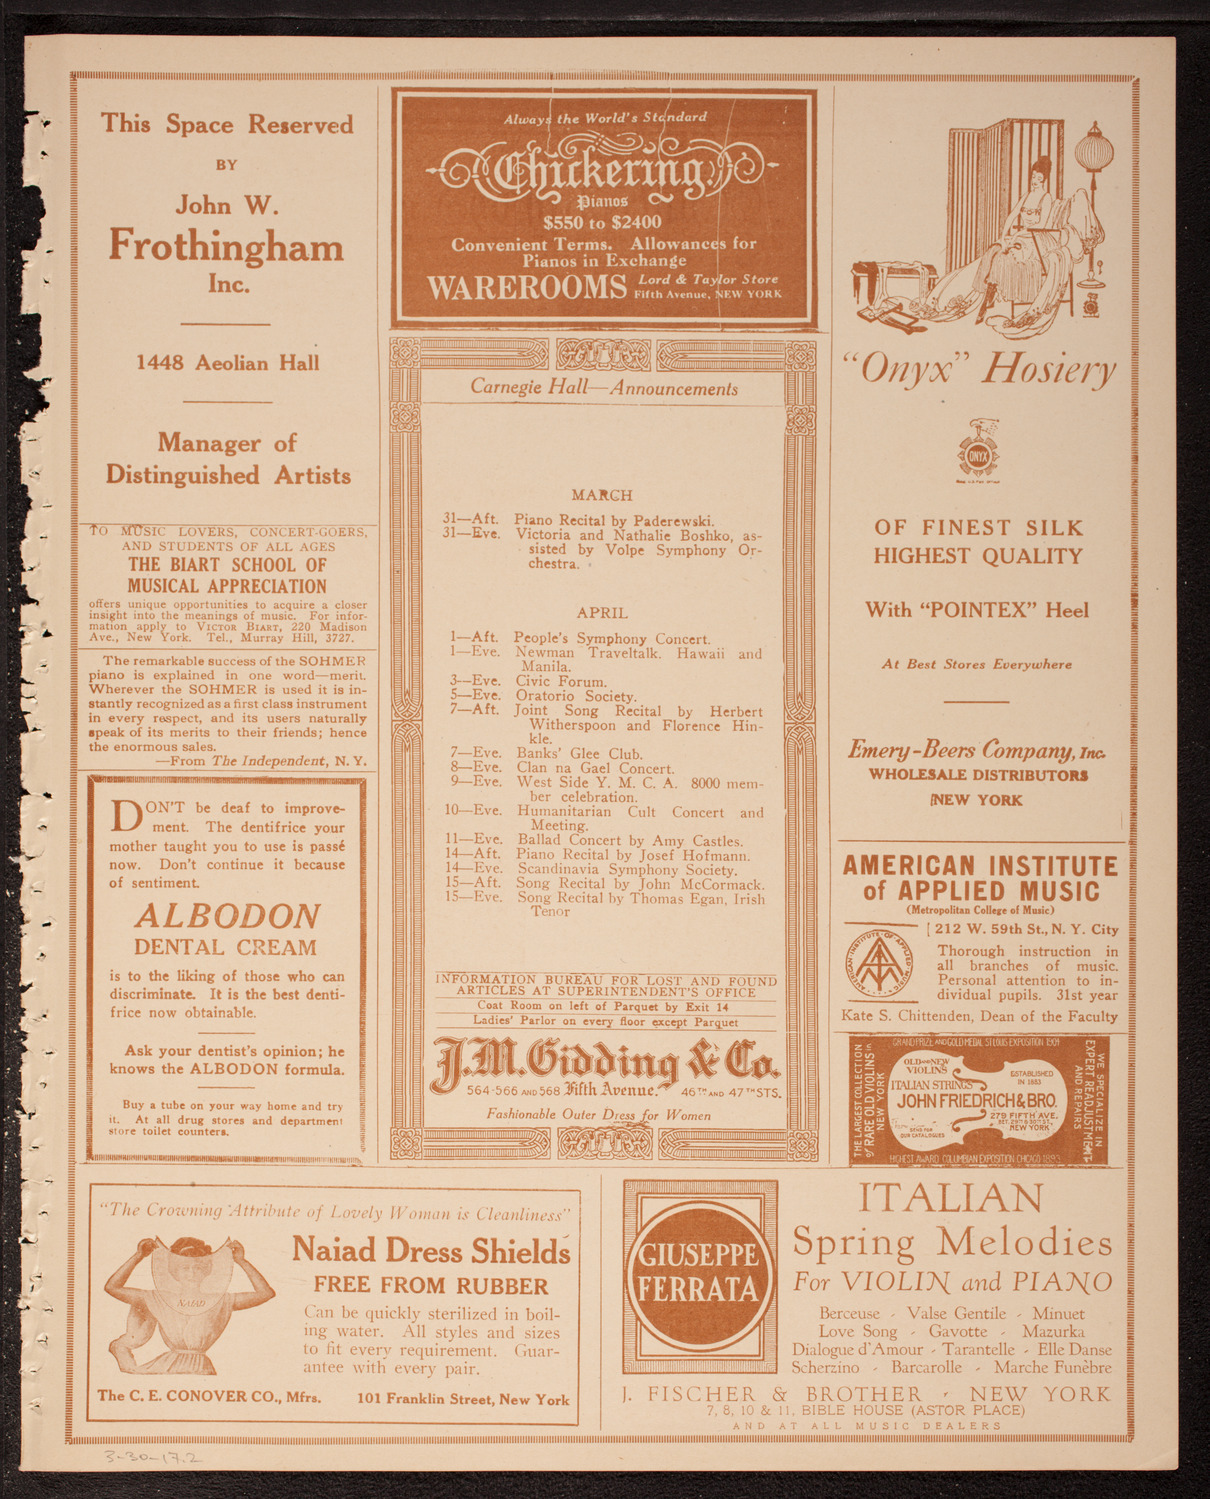 This Space Reserved
BY
John W.
Frothingham
Inc.
1448 Aeolian Hall
Manager of
Distinguished Artists
TO MUSIC LOVERS, CONCERT-GOERS,
AND STUDENTS OF ALL AGES
THE BIART SCHOOL OF
MUSICAL APPRECIATION
offers unique opportunities to acquire a closer
insight into the meanings of music. For infor-
mation apply to VICTOR BIART, 220 Madison
Ave., New York. Tel., Murray Hill, 3727.
The remarkable success of the SOHMER
piano is explained in one word—merit.
Wherever the SOHMER is used it is in-
stantly recognized as a first class instrument
in every respect, and its users naturally
speak of its merits to their friends; hence
the enormous sales.
—From The Independent, N. Y.
DON'T be deaf to improve-
ment. The dentifrice your
mother taught you to use is passé
now. Don't continue it because
of sentiment.
ALBODON
DENTAL CREAM
is to the liking of those who can
discriminate. It is the best denti-
frice now obtainable.
Ask your dentist's opinion; he
knows the ALBODON formula.
Buy a tube on your way home and try
it. At all drug stores and department
store toilet counters.
Always the World's Standard
Chickering
Pianos
$550 to $2400
Convenient Terms. Allowances for
Pianos in Exchange
WAREROOMS Lord & Taylor Store
Fifth Avenue, NEW YORK
Carnegie Hall—Announcements
MARCH
31—Aft. Piano Recital by Paderewski.
31—Eve. Victoria and Nathalie Boshko, as-
sisted by Volpe Symphony Or-
chestra.
APRIL
1—Aft. People's Symphony Concert.
1—Eve. Newman Traveltalk. Hawaii and
Manila.
3—Eve. Civic Forum.
5—Eve. Oratorio Society.
7—Aft. Joint Song Recital by Herbert
Witherspoon and Florence Hin-
kle.
7—Eve. Banks' Glee Club.
8—Eve. Clan na Gael Concert.
9—Eve. West Side Y. M. C. A. 8000 mem-
ber celebration.
10—Eve. Humanitarian Cult Concert and
Meeting.
11—Eve. Ballad Concert by Amy Castles.
14—Aft. Piano Recital by Josef Hofmann.
14—Eve. Scandinavia Symphony Society.
15—Aft. Song Recital by John McCormack.
15—Eve. Song Recital by Thomas Egan, Irish
Tenor
INFORMATION BUREAU FOR LOST AND FOUND
ARTICLES AT SUPERINTENDENT'S OFFICE
Coat Room on left of Parquet by Exit 14
Ladies' Parlor on every floor except Parquet
J.M. Gidding & Co.
564-566 AND 568 Fifth Avenue. 46TH AND 47TH STS.
Fashionable Outer Dress for Women
"Onyx" Hosiery
ONYX
OF FINEST SILK
HIGHEST QUALITY
With "POINTEX" Heel
At Best Stores Everywhere
Emery-Beers Company, Inc.
WHOLESALE DISTRIBUTORS
NEW YORK
AMERICAN INSTITUTE
of APPLIED MUSIC
(Metropolitan College of Music)
AMERICAN·INSTITUTE·OF·APPLIED·MUSIC
212 W. 59th St., N. Y. City
Thorough instruction in
all branches of music.
Personal attention to in-
dividual pupils. 31st year
Kate S. Chittenden, Dean of the Faculty
GRAND PRIZE AND GOLD MEDAL ST. LOUIS EXPOSITION 1904
THE LARGEST COLLECTION
of RARE OLD VIOLINS in
NEW YORK
OLD AND NEW
VIOLINS
ITALIAN STRINGS
ESTABLISHED
IN 1883
JOHN FRIEDRICH & BRO.
279 FIFTH AVE.
BET. 29TH & 30TH ST.,
NEW YORK
SEND FOR
OUR CATALOGUES
WE SPECIALIZE IN
EXPERT READJUSTMENT
AND REPAIRS
HIGHEST AWARD COLUMBIAN EXPOSITION CHICAGO 1893
"The Crowning Attribute of Lovely Woman is Cleanliness"
NAIAD
Naiad Dress Shields
FREE FROM RUBBER
Can be quickly sterilized in boil-
ing water. All styles and sizes
to fit every requirement. Guar-
antee with every pair.
The C. E. CONOVER CO., Mfrs. 101 Franklin Street, New York
GIUSEPPE
FERRATA
ITALIAN
Spring Melodies
For VIOLIN and PIANO
Berceuse - Valse Gentile - Minuet
Love Song - Gavotte - Mazurka
Dialogue d'Amour - Tarantelle - Elle Danse
Scherzino - Barcarolle - Marche Funèbre
J. FISCHER & BROTHER - NEW YORK
7, 8, 10 & 11, BIBLE HOUSE (ASTOR PLACE)
AND AT ALL MUSIC DEALERS
3-30-17.2